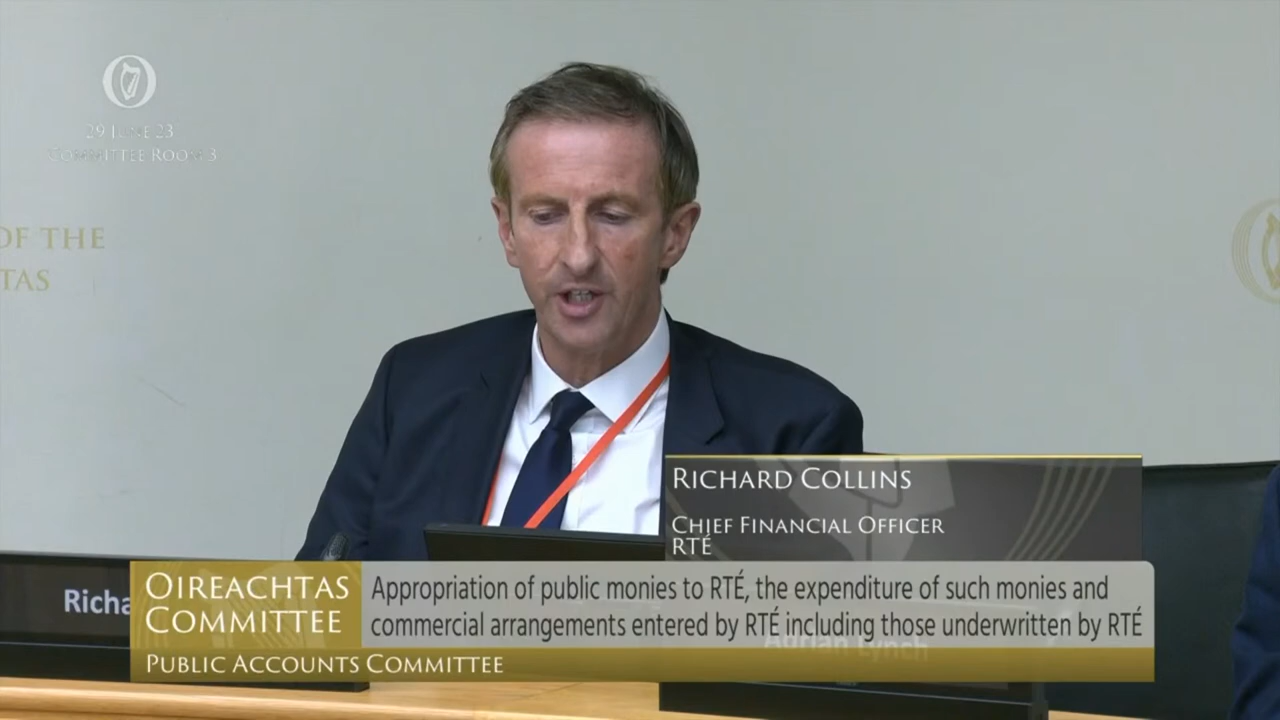 29 June 23
Committee Room 3
OF THE
TAS
Richard Collins
Chief Financial Officer
RTÉ
Richa
Oireachtas
Committee
Appropriation of public monies to RTÉ, the expenditure of such monies and
commercial arrangements entered by RTÉ including those underwritten by RTÉ
Adrian Lynch
Public Accounts Committee